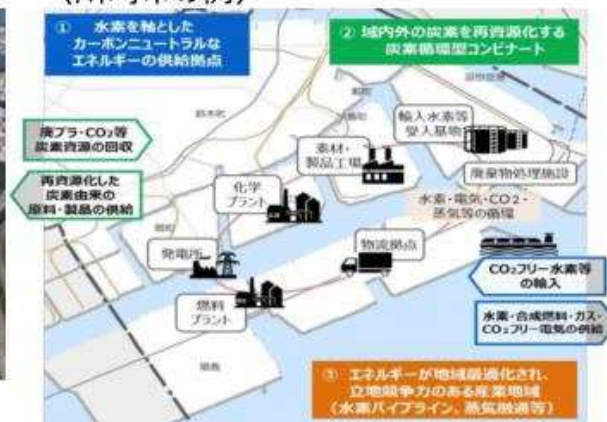 ① 水素を軸とした
カーボンニュートラルな
エネルギーの供給拠点
② 域内外の炭素を再資源化する
炭素循環型コンビナート
廃プラ・CO₂等
炭素資源の回収
再資源化した
炭素由来の
原料・製品の供給
輸入水素等
受入基地
素材・
製品工場
廃棄物処理施設
化学
プラント
水素・電気・CO₂・
蒸気等の循環
発電所
物流拠点
燃料
プラント
CO₂フリー水素等
の輸入
水素・合成燃料・ガス・
CO₂フリー電気の供給
③ エネルギーが地域最適化され、
立地競争力のある産業地域
（水素パイプライン、蒸気融通等）